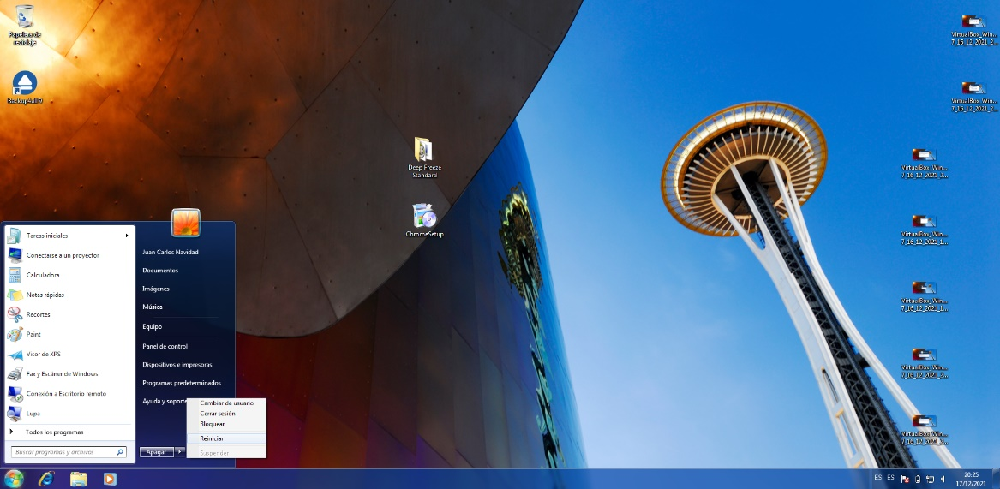 Papelera de
reciclaje
Backup4all 9
Deep Freeze
Standard
ChromeSetup
VirtualBox_Win...
7_16_12_2021_2...
VirtualBox_Win...
7_16_12_2021_2...
VirtualBox_Win...
7_16_12_2021_2...
VirtualBox_Win...
7_16_12_2021_1...
VirtualBox_Win...
7_16_12_2021_1...
VirtualBox_Win...
7_16_12_2021_2...
VirtualBox_Win...
7_16_12_2021_2...
Tareas iniciales
Conectarse a un proyector
Calculadora
Notas rápidas
Recortes
Paint
Visor de XPS
Fax y Escáner de Windows
Conexión a Escritorio remoto
Lupa
Todos los programas
Buscar programas y archivos
Juan Carlos Navidad
Documentos
Imágenes
Música
Equipo
Panel de control
Dispositivos e impresoras
Programas predeterminados
Ayuda y soporte
Apagar
Cambiar de usuario
Cerrar sesión
Bloquear
Reiniciar
Suspender
ES ES
20:25
17/12/2021